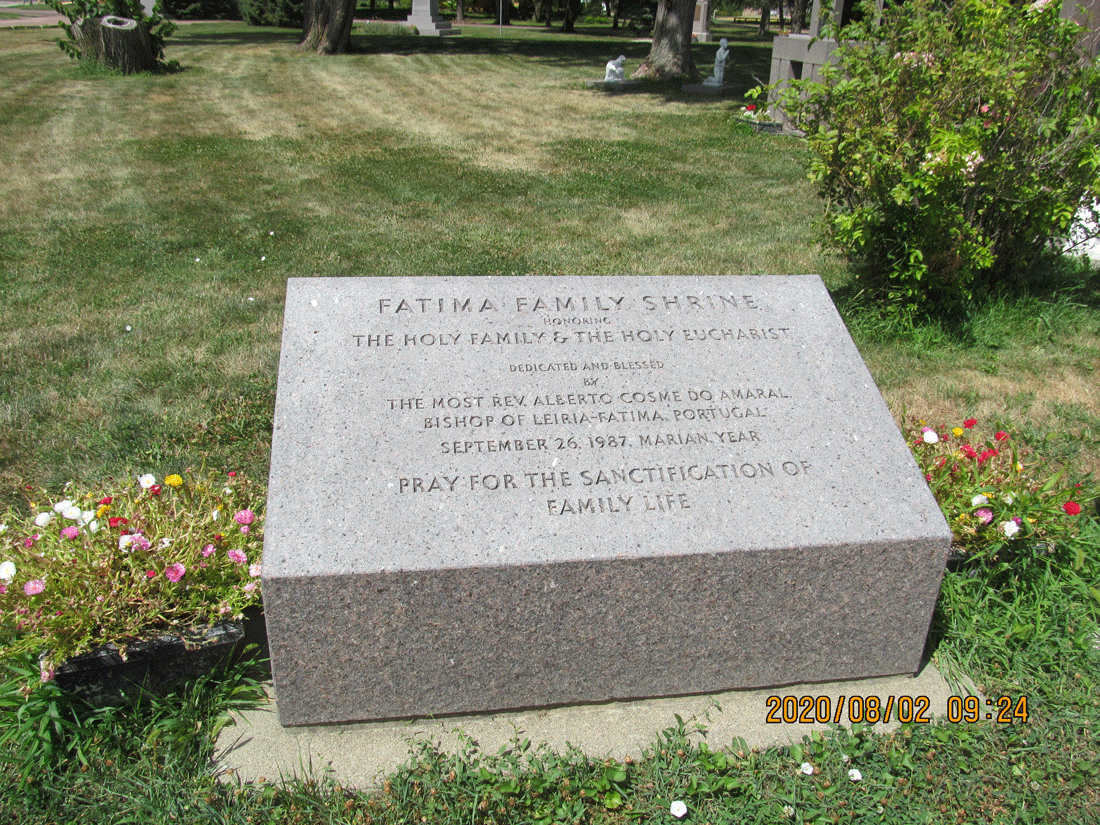 FATIMA FAMILY SHRINE
HONORING
THE HOLY FAMILY & THE HOLY EUCHARIST
DEDICATED AND BLESSED
BY
THE MOST REV. ALBERTO COSME DO AMARAL
BISHOP OF LEIRIA-FATIMA, PORTUGAL
SEPTEMBER 26, 1987, MARIAN YEAR
PRAY FOR THE SANCTIFICATION OF
FAMILY LIFE
2020/08/02 09:24